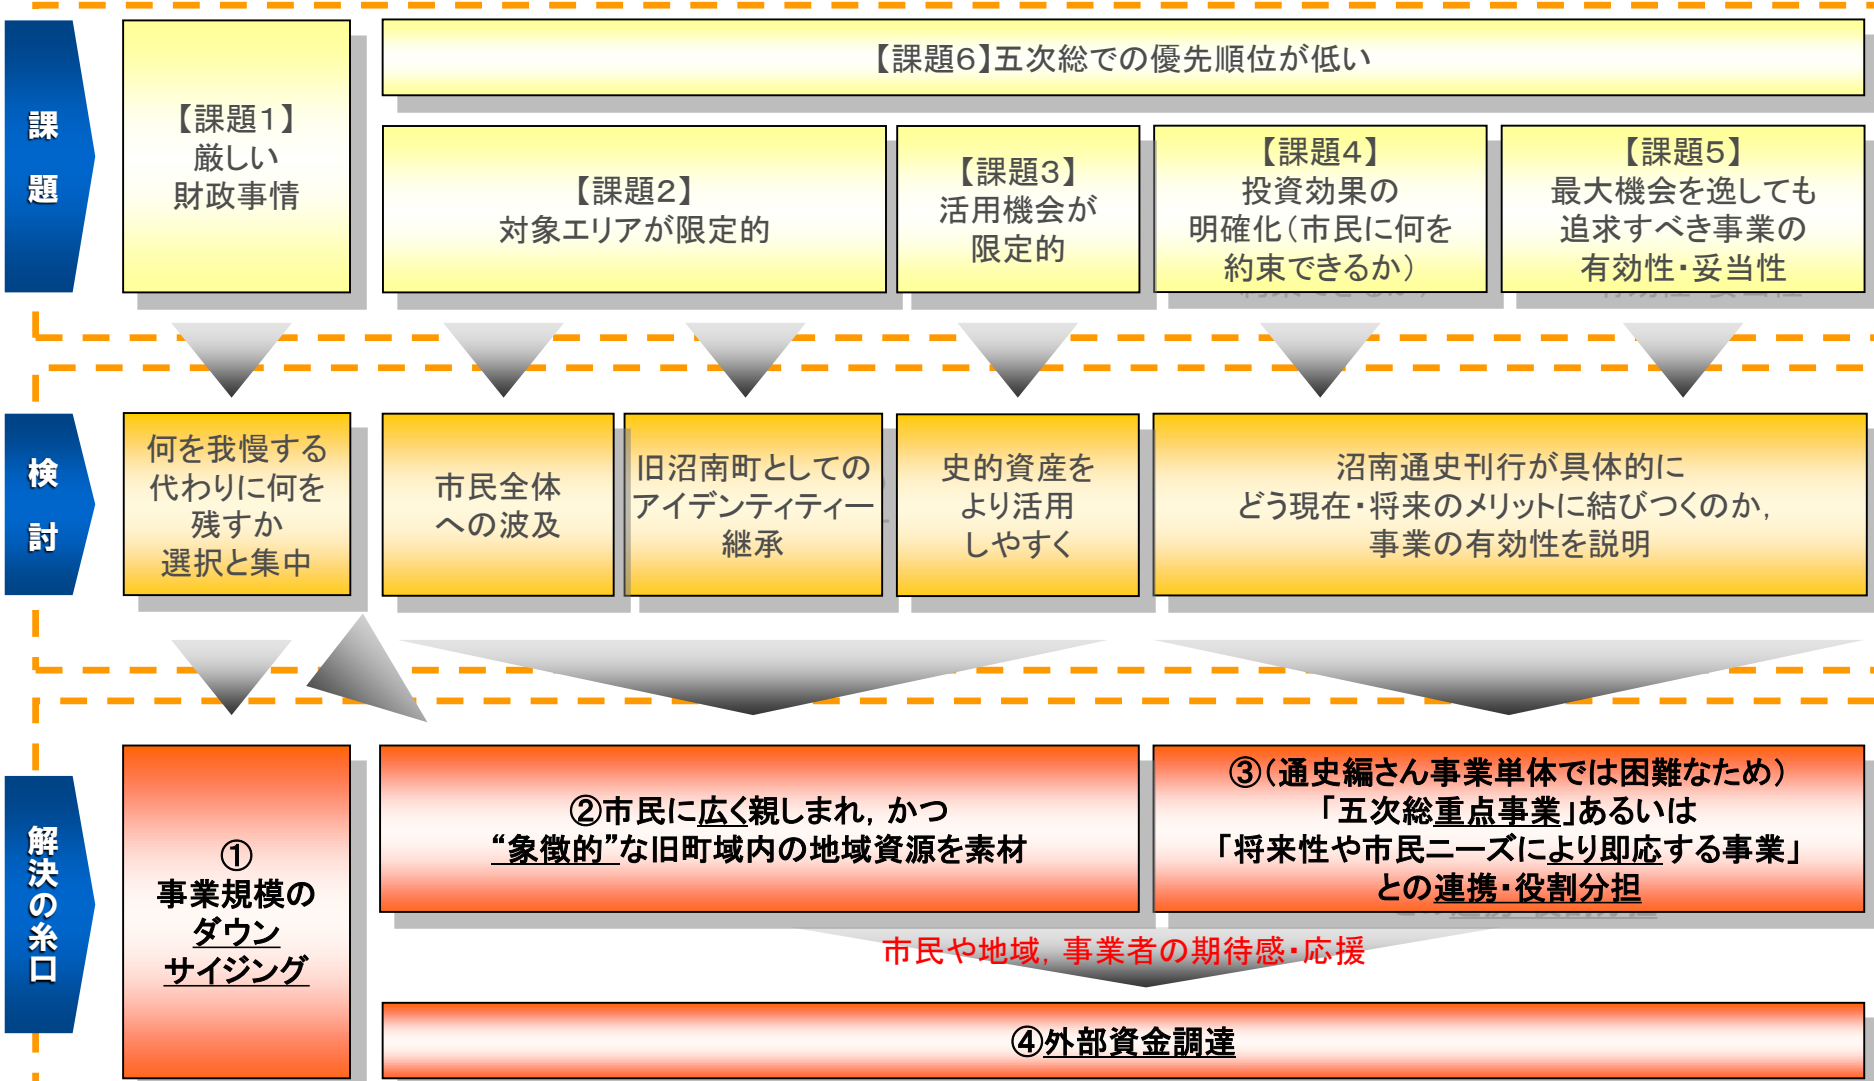 課題
【課題1】
厳しい
財政事情
【課題6】五次総での優先順位が低い
【課題2】
対象エリアが限定的
【課題3】
活用機会が
限定的
【課題4】
投資効果の
明確化(市民に何を
約束できるか)
【課題5】
最大機会を逸しても
追求すべき事業の
有効性・妥当性
検討
何を我慢する
代わりに何を
残すか
選択と集中
市民全体
への波及
旧沼南町としての
アイデンティティー
継承
史的資産を
より活用
しやすく
沼南通史刊行が具体的に
どう現在・将来のメリットに結びつくのか,
事業の有効性を説明
解決の糸口
①
事業規模の
ダウン
サイジング
②市民に広く親しまれ,かつ
“象徴的”な旧町域内の地域資源を素材
③(通史編さん事業単体では困難なため)
「五次総重点事業」あるいは
「将来性や市民ニーズにより即応する事業」
との連携・役割分担
市民や地域,事業者の期待感・応援
④外部資金調達